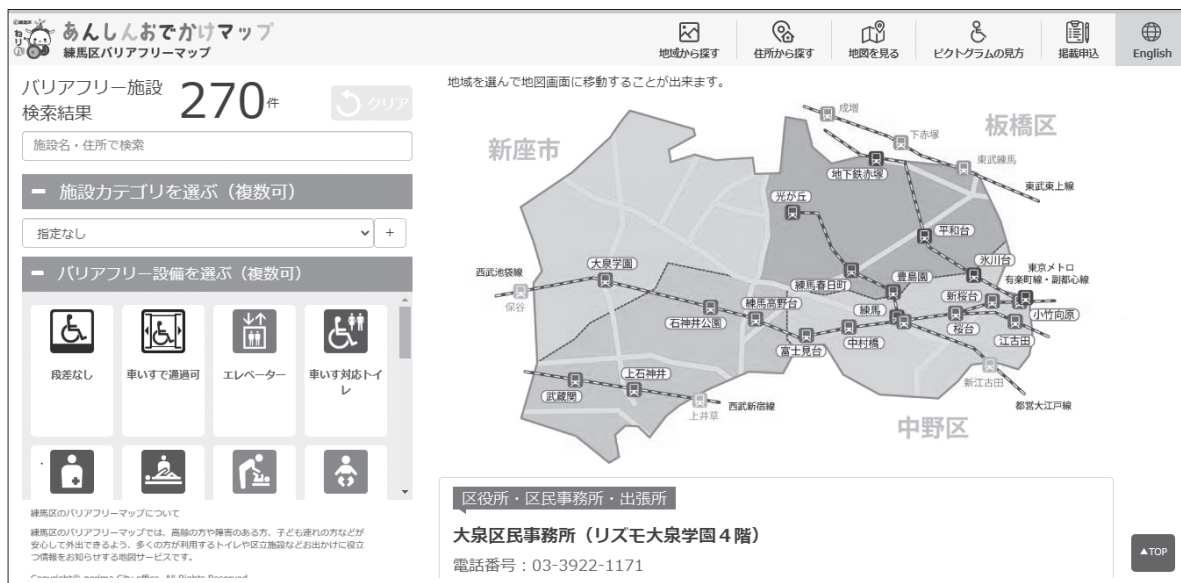 あんしんおでかけマップ
練馬区バリアフリーマップ
地域から探す
住所から探す
地図を見る
ピクトグラムの見方
掲載申込
English
バリアフリー施設
検索結果
270件
クリア
施設名・住所で検索
− 施設カテゴリを選ぶ（複数可）
指定なし
+
− バリアフリー設備を選ぶ（複数可）
段差なし
車いすで通過可
エレベーター
車いす対応トイ
レ
練馬区のバリアフリーマップについて
練馬区のバリアフリーマップでは、高齢の方や障害のある方、子ども連れの方などが
安心して外出できるよう、多くの方が利用するトイレや区立施設などお出かけに役立
つ情報をお知らせする地図サービスです。
地域を選んで地図画面に移動することが出来ます。
新座市
板橋区
成増
下赤塚
東武練馬
東武東上線
地下鉄赤塚
光が丘
平和台
氷川台
東京メトロ
有楽町線・副都心線
西武池袋線
大泉学園
保谷
練馬春日町
豊島園
石神井公園
練馬高野台
練馬
新桜台
小竹向原
富士見台
中村橋
桜台
江古田
新江古田
都営大江戸線
上石神井
武蔵関
上井草
西武新宿線
中野区
区役所・区民事務所・出張所
大泉区民事務所（リズモ大泉学園４階）
電話番号：03-3922-1171
▲TOP